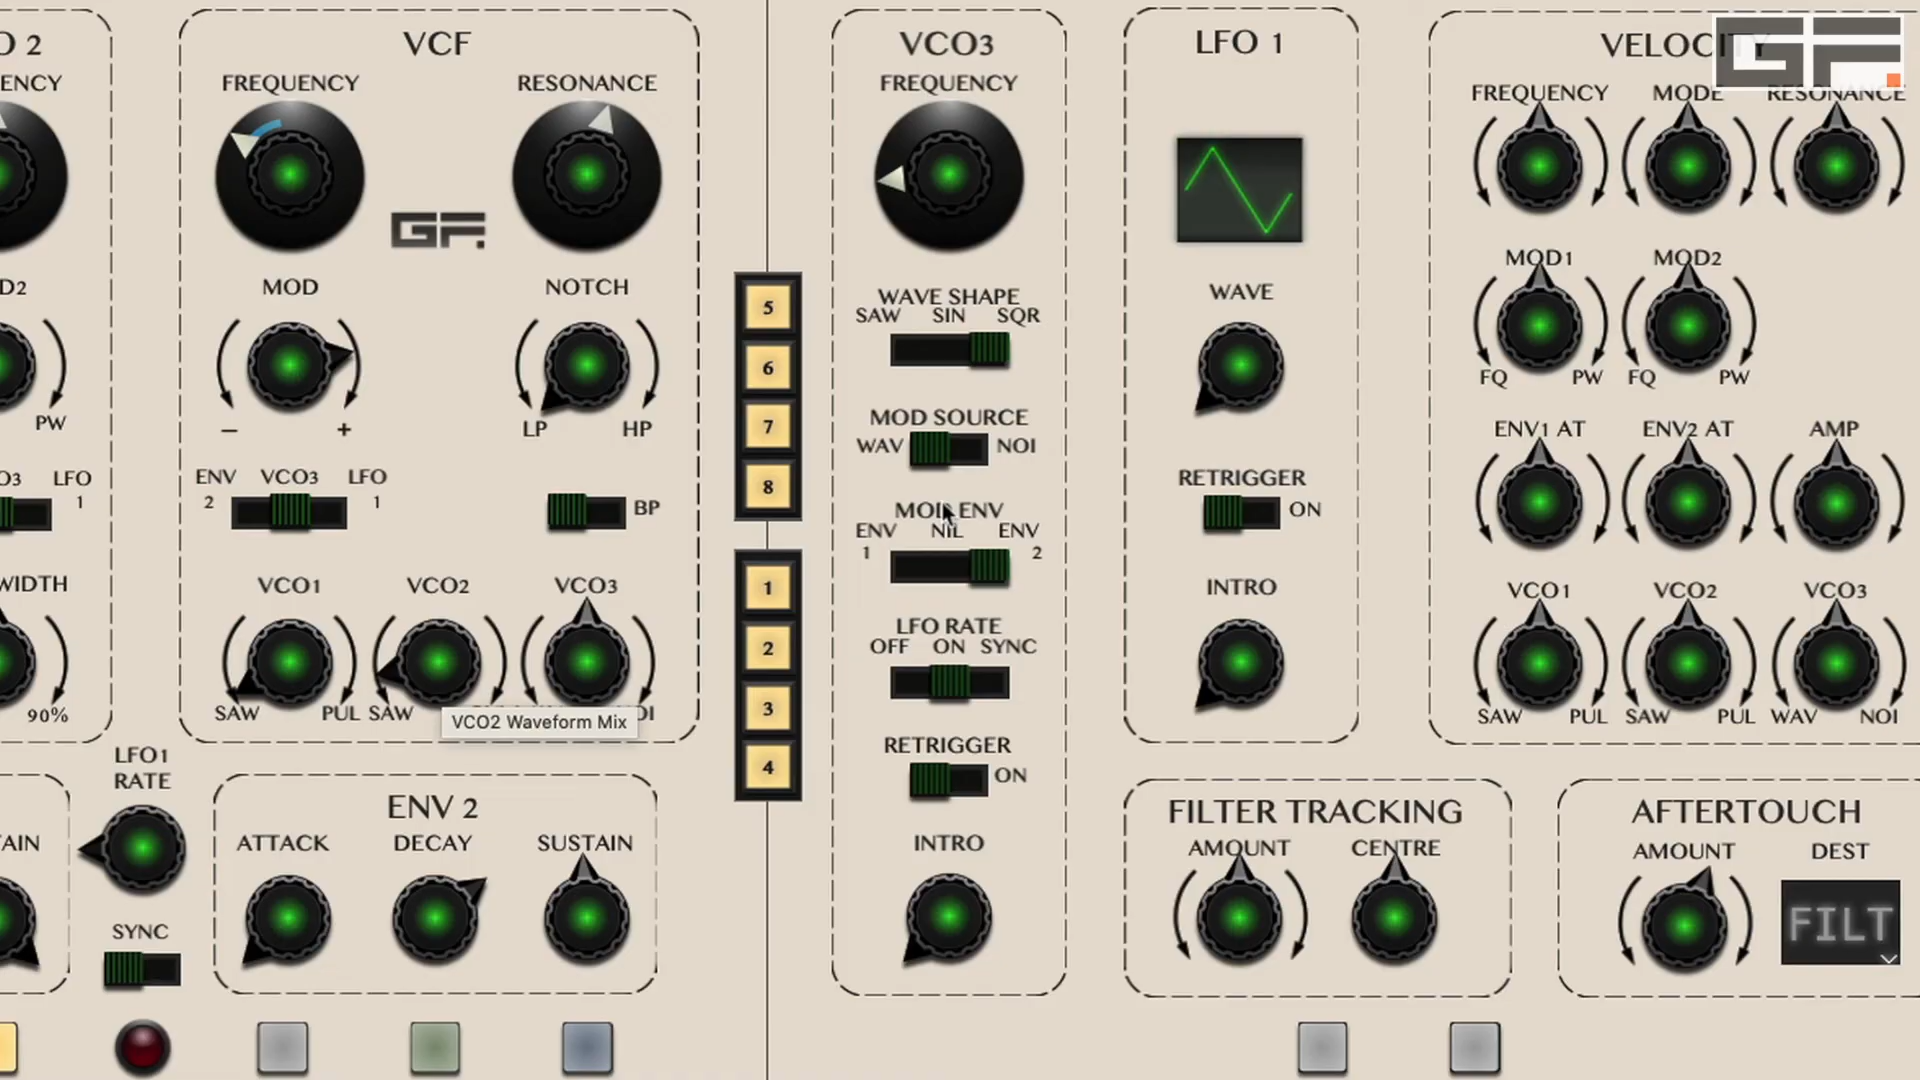 O 2
ENCY
D2
PW
O3 LFO
1
WIDTH
90%
VCF
FREQUENCY
RESONANCE
GF.
MOD
NOTCH
− +
LP HP
ENV VCO3 LFO
2 1
BP
VCO1 VCO2 VCO3
SAW PUL SAW OI
VCO2 Waveform Mix
5
6
7
8
1
2
3
4
LFO1
RATE
SYNC
AIN
ENV 2
ATTACK DECAY SUSTAIN
VCO3
FREQUENCY
WAVE SHAPE
SAW SIN SQR
MOD SOURCE
WAV NOI
MOD ENV
ENV NIL ENV
1 2
LFO RATE
OFF ON SYNC
RETRIGGER
ON
INTRO
LFO 1
WAVE
RETRIGGER
ON
INTRO
FILTER TRACKING
AMOUNT CENTRE
VELOCITY
GF.
FREQUENCY MODE RESONANCE
MOD1 MOD2
FQ PW FQ PW
ENV1 AT ENV2 AT AMP
VCO1 VCO2 VCO3
SAW PUL SAW PUL WAV NOI
AFTERTOUCH
AMOUNT DEST
FILT